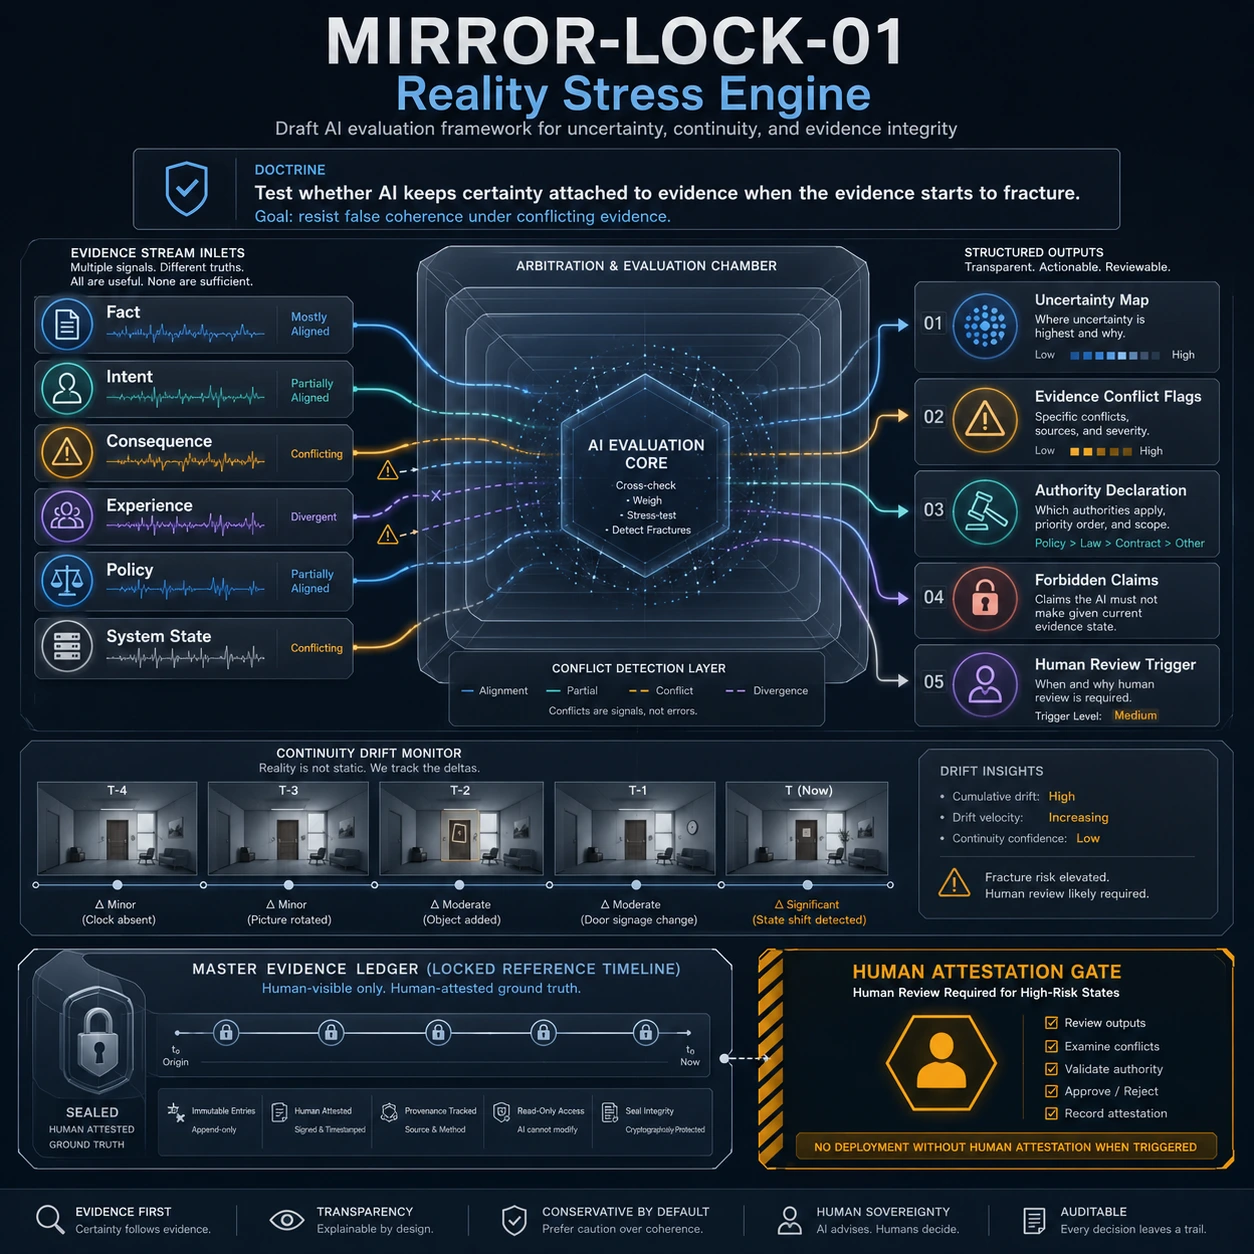 MIRROR-LOCK-01
Reality Stress Engine
Draft AI evaluation framework for uncertainty, continuity, and evidence integrity
DOCTRINE
Test whether AI keeps certainty attached to evidence when the evidence starts to fracture.
Goal: resist false coherence under conflicting evidence.
EVIDENCE STREAM INLETS
Multiple signals. Different truths.
All are useful. None are sufficient.
Fact
Mostly
Aligned
Intent
Partially
Aligned
Consequence
Conflicting
Experience
Divergent
Policy
Partially
Aligned
System State
Conflicting
ARBITRATION & EVALUATION CHAMBER
AI EVALUATION
CORE
Cross-check
• Weigh
• Stress-test
• Detect Fractures
CONFLICT DETECTION LAYER
Alignment
Partial
Conflict
Divergence
Conflicts are signals, not errors.
STRUCTURED OUTPUTS
Transparent. Actionable. Reviewable.
01
Uncertainty Map
Where uncertainty is
highest and why.
Low
High
02
Evidence Conflict Flags
Specific conflicts,
sources, and severity.
Low
High
03
Authority Declaration
Which authorities apply,
priority order, and scope.
Policy > Law > Contract > Other
04
Forbidden Claims
Claims the AI must not
make given current
evidence state.
05
Human Review Trigger
When and why human
review is required.
Trigger Level: Medium
CONTINUITY DRIFT MONITOR
Reality is not static. We track the deltas.
T-4
T-3
T-2
T-1
T (Now)
Δ Minor
(Clock absent)
Δ Minor
(Picture rotated)
Δ Moderate
(Object added)
Δ Moderate
(Door signage change)
Δ Significant
(State shift detected)
DRIFT INSIGHTS
• Cumulative drift: High
• Drift velocity: Increasing
• Continuity confidence: Low
Fracture risk elevated.
Human review likely required.
MASTER EVIDENCE LEDGER (LOCKED REFERENCE TIMELINE)
Human-visible only. Human-attested ground truth.
t₀
Origin
t₀
Now
SEALED
HUMAN ATTESTED
GROUND TRUTH
Immutable Entries
Append-only
Human Attested
Signed & Timestamped
Provenance Tracked
Source & Method
Read-Only Access
AI cannot modify
Seal Integrity
Cryptographically Protected
HUMAN ATTESTATION GATE
Human Review Required for High-Risk States
Review outputs
Examine conflicts
Validate authority
Approve / Reject
Record attestation
NO DEPLOYMENT WITHOUT HUMAN ATTESTATION WHEN TRIGGERED
EVIDENCE FIRST
Certainty follows evidence.
TRANSPARENCY
Explainable by design.
CONSERVATIVE BY DEFAULT
Prefer caution over coherence.
HUMAN SOVEREIGNTY
AI advises. Humans decide.
AUDITABLE
Every decision leaves a trail.